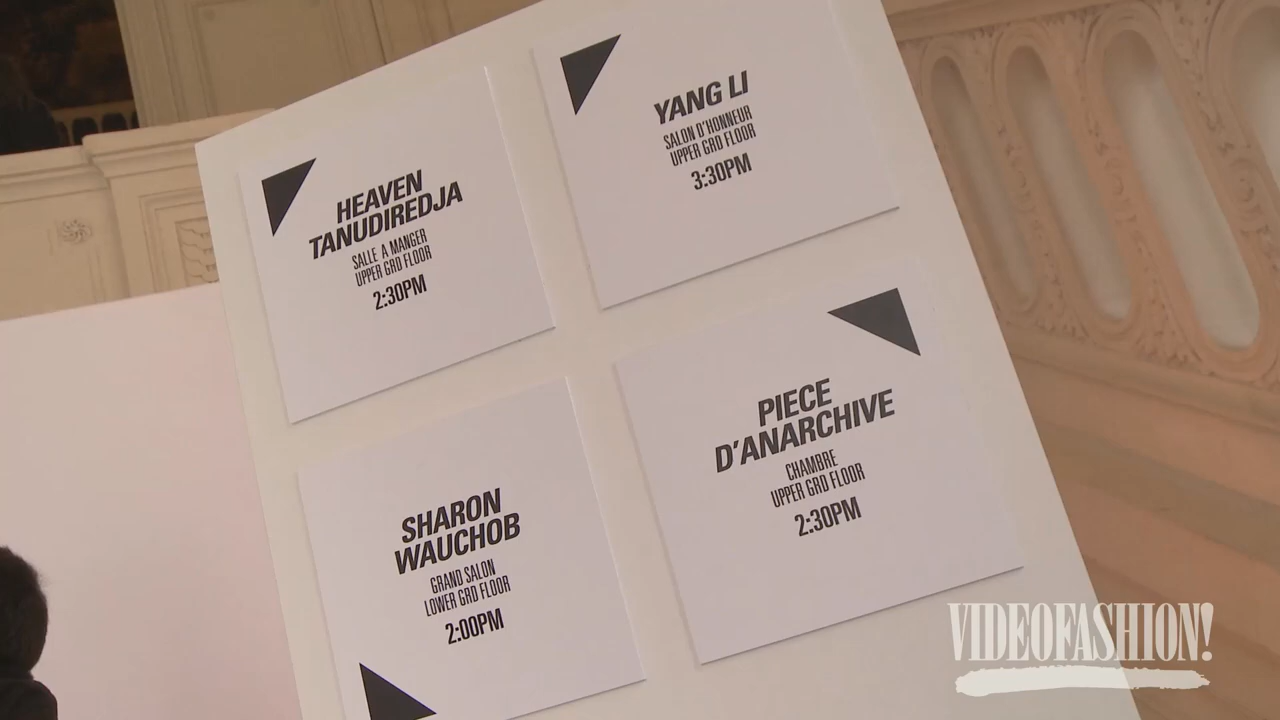 HEAVEN
TANUDIREDJA
SALLE A MANGER
UPPER GRD FLOOR
2:30PM
YANG LI
SALON D'HONNEUR
UPPER GRD FLOOR
3:30PM
SHARON
WAUCHOB
GRAND SALON
LOWER GRD FLOOR
2:00PM
PIECE
D'ANARCHIVE
CHAMBRE
UPPER GRD FLOOR
2:30PM
VIDEOFASHION!